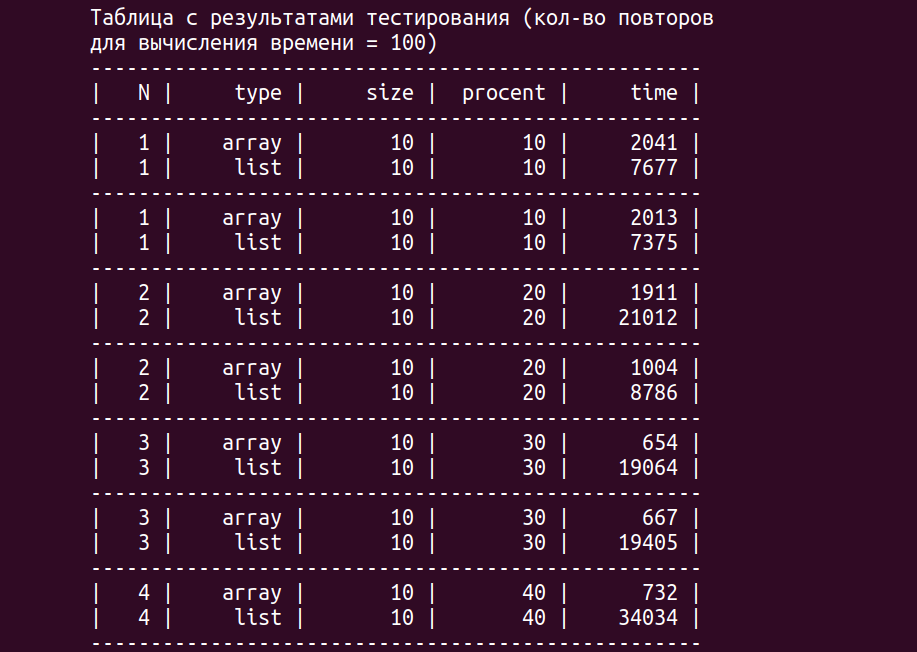 Таблица с результатами тестирования (кол-во повторов
для вычисления времени = 100)
---------------------------------------------------
|   N |     type |     size |  procent |     time |
---------------------------------------------------
|   1 |    array |       10 |       10 |     2041 |
|   1 |     list |       10 |       10 |     7677 |
---------------------------------------------------
|   1 |    array |       10 |       10 |     2013 |
|   1 |     list |       10 |       10 |     7375 |
---------------------------------------------------
|   2 |    array |       10 |       20 |     1911 |
|   2 |     list |       10 |       20 |    21012 |
---------------------------------------------------
|   2 |    array |       10 |       20 |     1004 |
|   2 |     list |       10 |       20 |     8786 |
---------------------------------------------------
|   3 |    array |       10 |       30 |      654 |
|   3 |     list |       10 |       30 |    19064 |
---------------------------------------------------
|   3 |    array |       10 |       30 |      667 |
|   3 |     list |       10 |       30 |    19405 |
---------------------------------------------------
|   4 |    array |       10 |       40 |      732 |
|   4 |     list |       10 |       40 |    34034 |
---------------------------------------------------